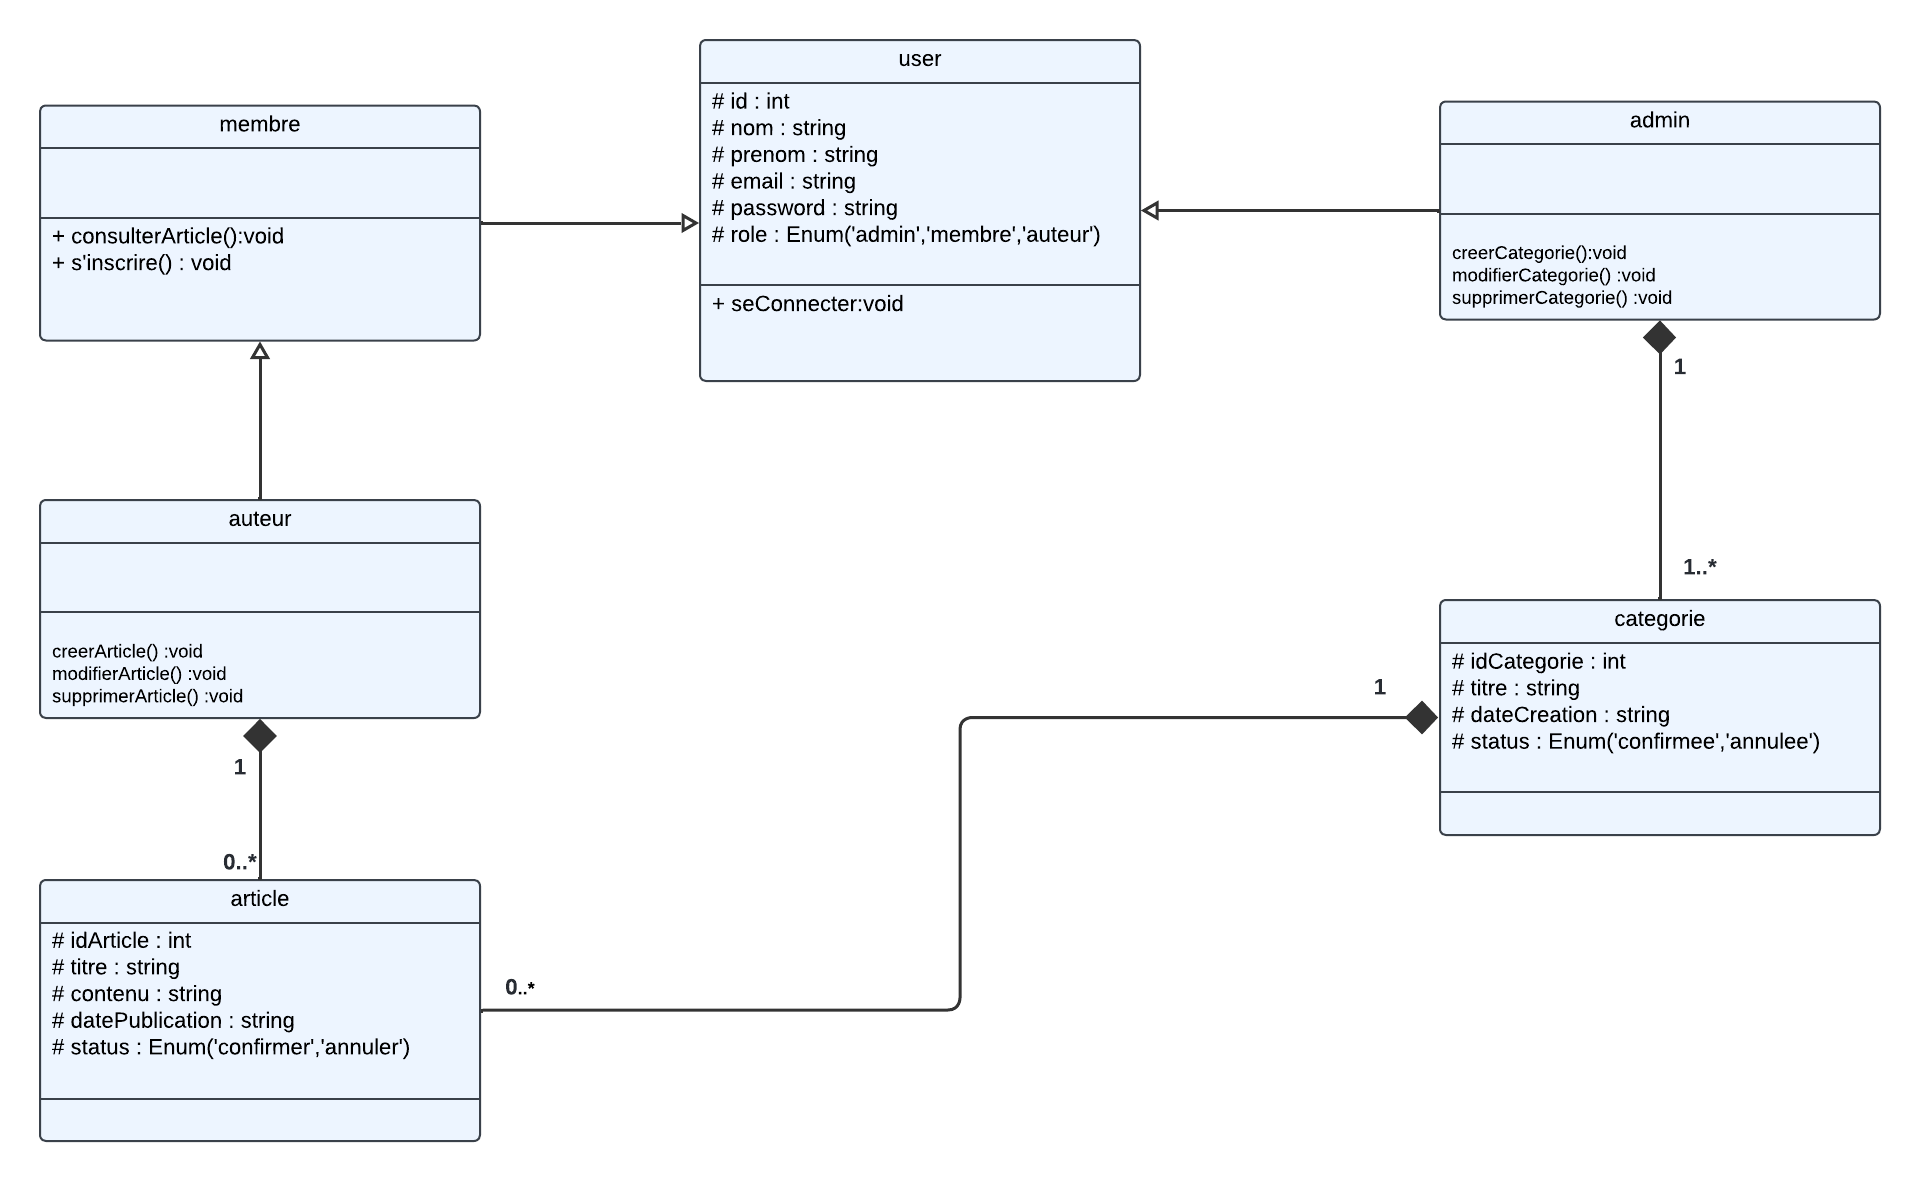 user
# id : int
# nom : string
# prenom : string
# email : string
# password : string
# role : Enum('admin','membre','auteur')
+ seConnecter:void
membre
+ consulterArticle():void
+ s'inscrire() : void
admin
creerCategorie():void
modifierCategorie() :void
supprimerCategorie() :void
1
1..*
auteur
creerArticle() :void
modifierArticle() :void
supprimerArticle() :void
1
0..*
categorie
# idCategorie : int
# titre : string
# dateCreation : string
# status : Enum('confirmee','annulee')
1
0..*
article
# idArticle : int
# titre : string
# contenu : string
# datePublication : string
# status : Enum('confirmer','annuler')